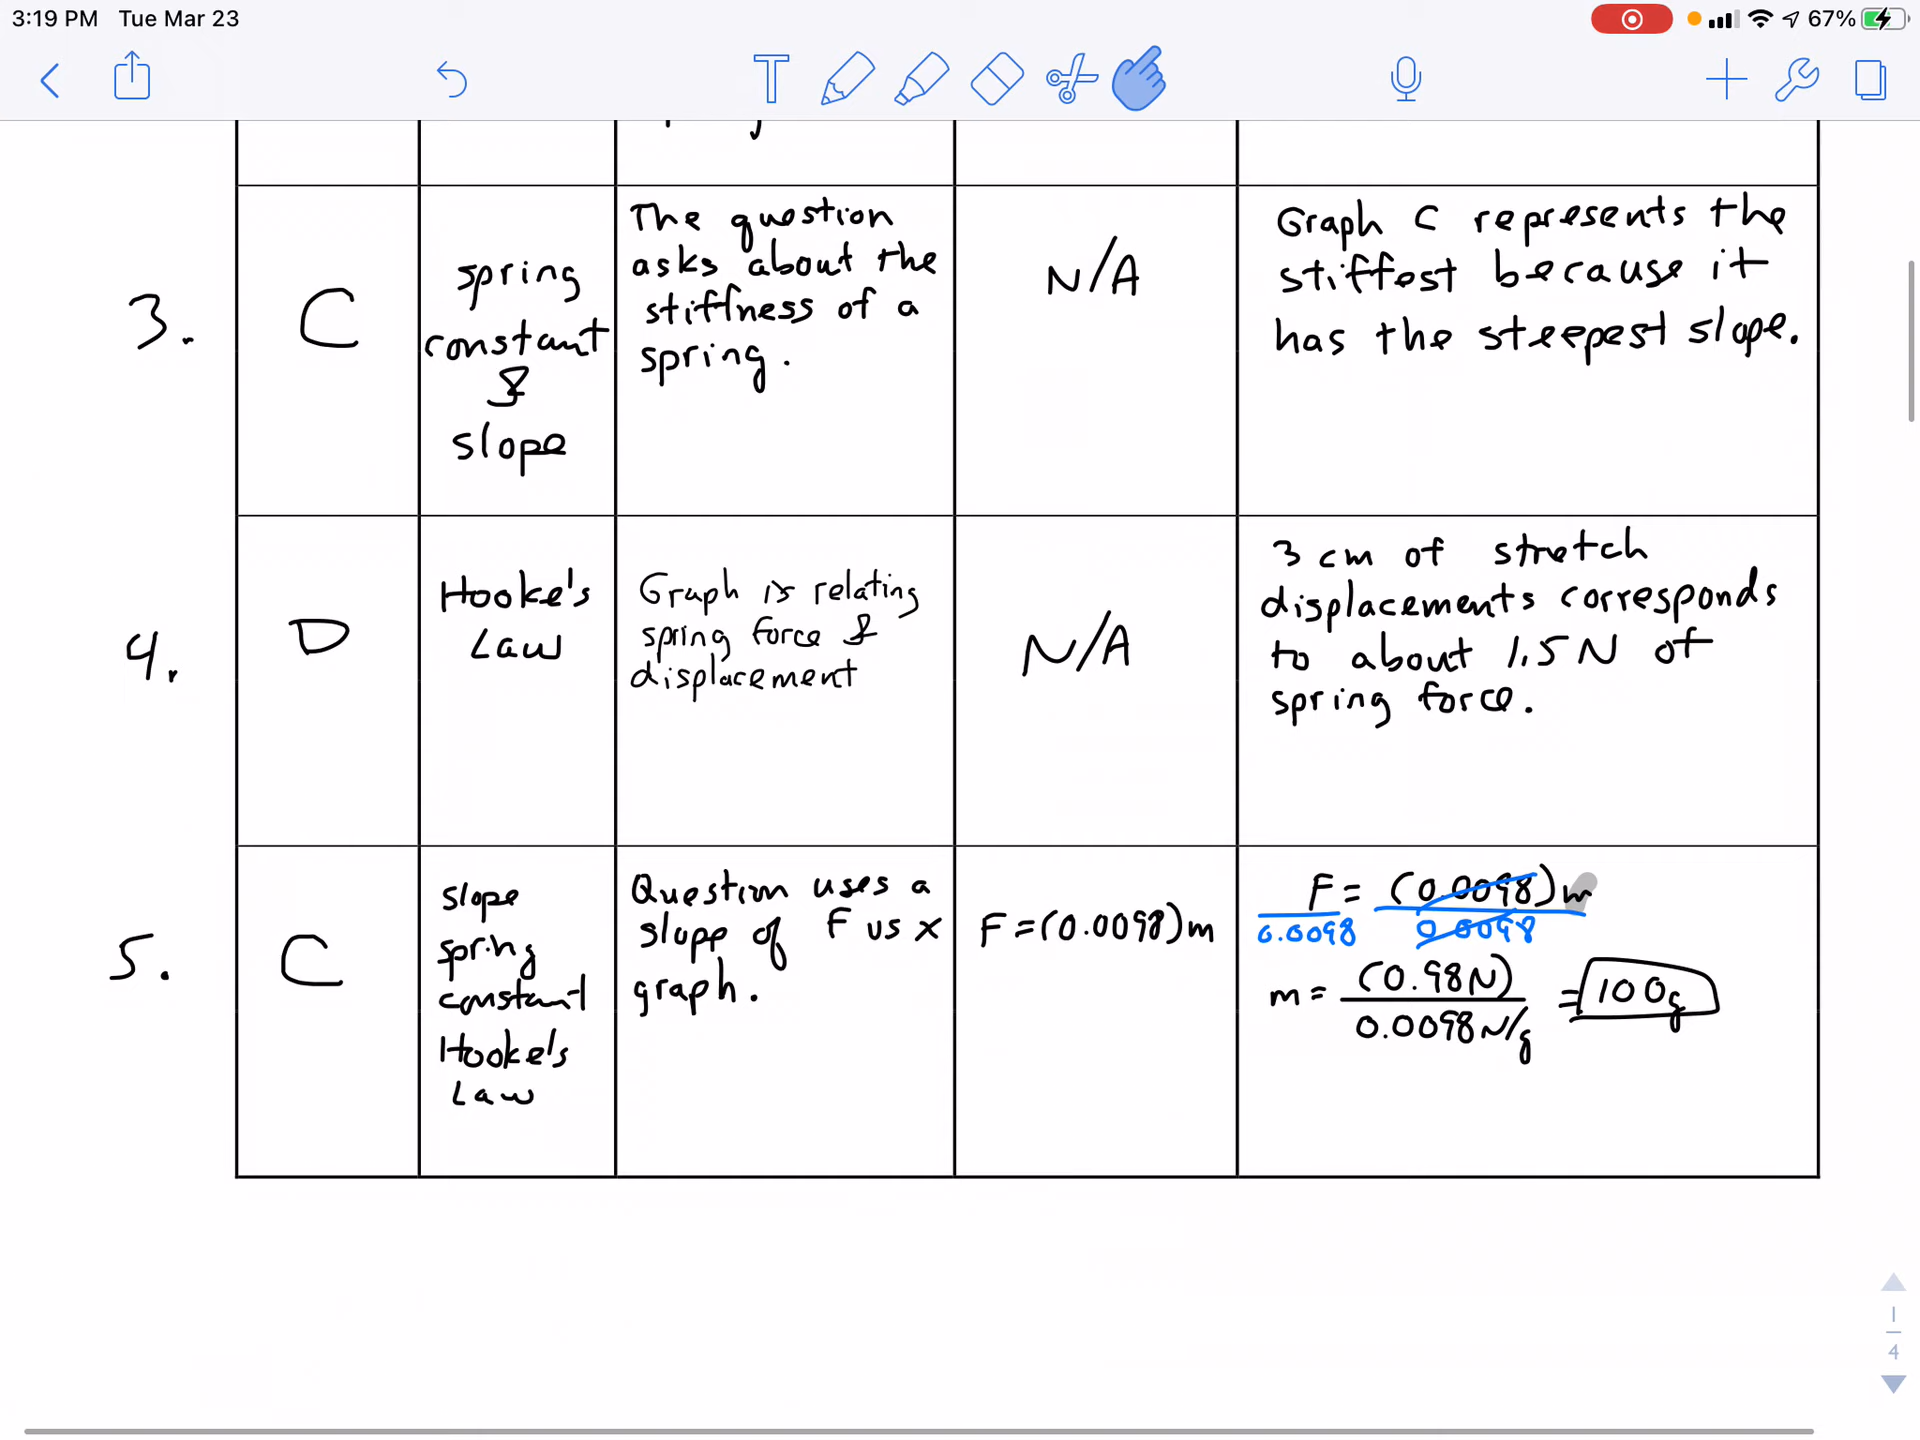 3:19 PM Tue Mar 23
67%
T
3.
C
spring
constant
&
slope
The question
asks about the
stiffness of a
spring.
N/A
Graph C represents the
stiffest because it
has the steepest slope.
4.
D
Hooke's
Law
Graph is relating
spring force &
displacement
N/A
3 cm of stretch
displacements corresponds
to about 1.5 N of
spring force.
5.
C
slope
spring
constant
Hooke's
Law
Question uses a
slope of F vs x
graph.
F = (0.0098)m
F = (0.0098)m
0.0098 0.0098
m = (0.98N)
0.0098 N/g
= 100g
1
4